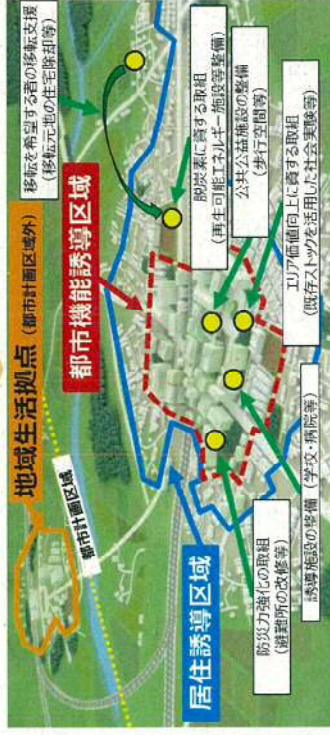 地域生活拠点(都市計画区域外)
都市計画区域
移転を希望する者の移転支援
(移転元地の住宅除却等)
都市機能誘導区域
居住誘導区域
脱炭素に資する取組
(再生可能エネルギー施設等整備)
公共公益施設の整備
(歩行空間等)
エリア価値向上に資する取組
(既存ストックを活用した社会実験等)
防災力強化の取組
(避難所の改修等)
誘導施設の整備(学校・病院等)